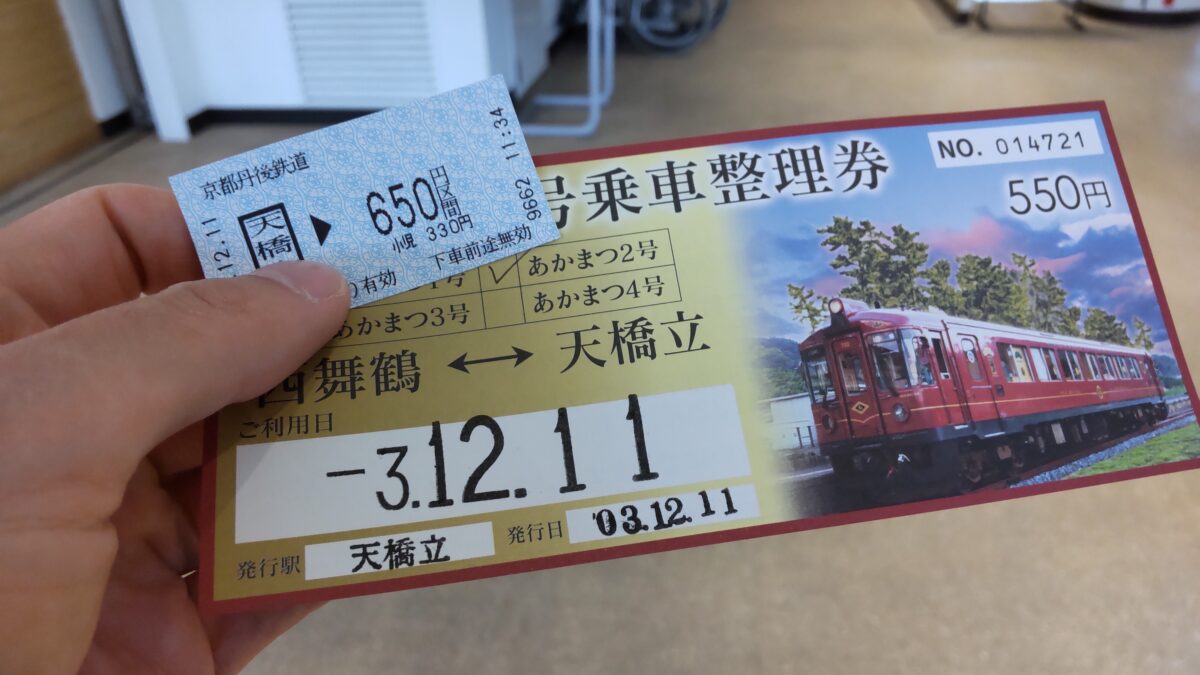 京都丹後鉄道
12.11
天橋
▶
650円区間
小児 330円
下車前途無効
有効
9662 11:34
号乗車整理券
NO. 014721
550円
1号 ✓ あかまつ2号
あかまつ3号 あかまつ4号
西舞鶴 ↔ 天橋立
ご利用日
-3.12.11
発行駅 天橋立 発行日 '03.12.11